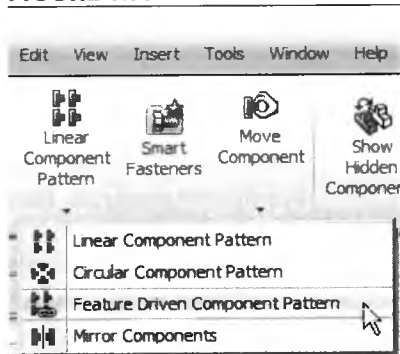 Edit View Insert Tools Window Help
Linear
Component
Pattern
Smart
Fasteners
Move
Component
Show
Hidden
Linear Component Pattern
Circular Component Pattern
Feature Driven Component Pattern
Mirror Components